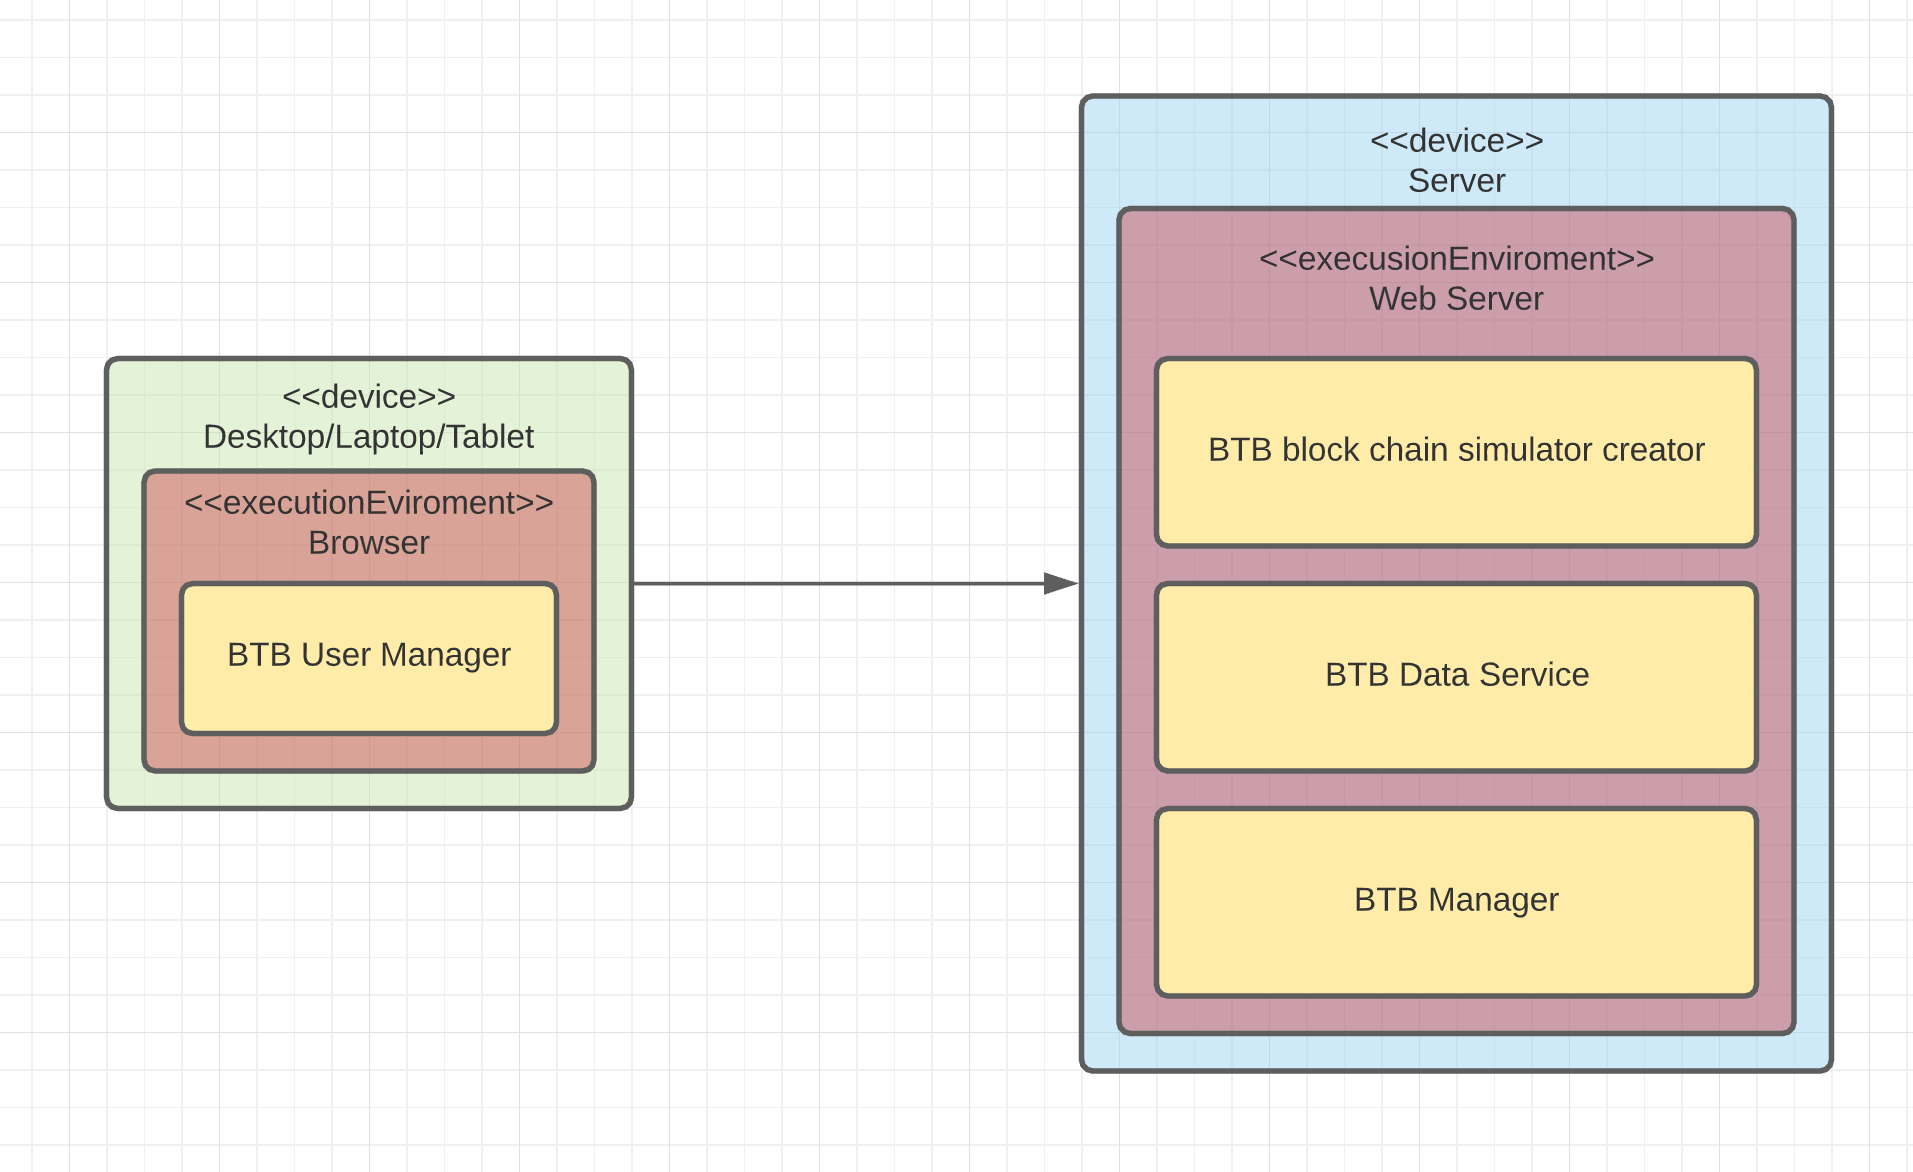 <<device>>
Desktop/Laptop/Tablet
<<executionEviroment>>
Browser
BTB User Manager
<<device>>
Server
<<execusionEnviroment>>
Web Server
BTB block chain simulator creator
BTB Data Service
BTB Manager